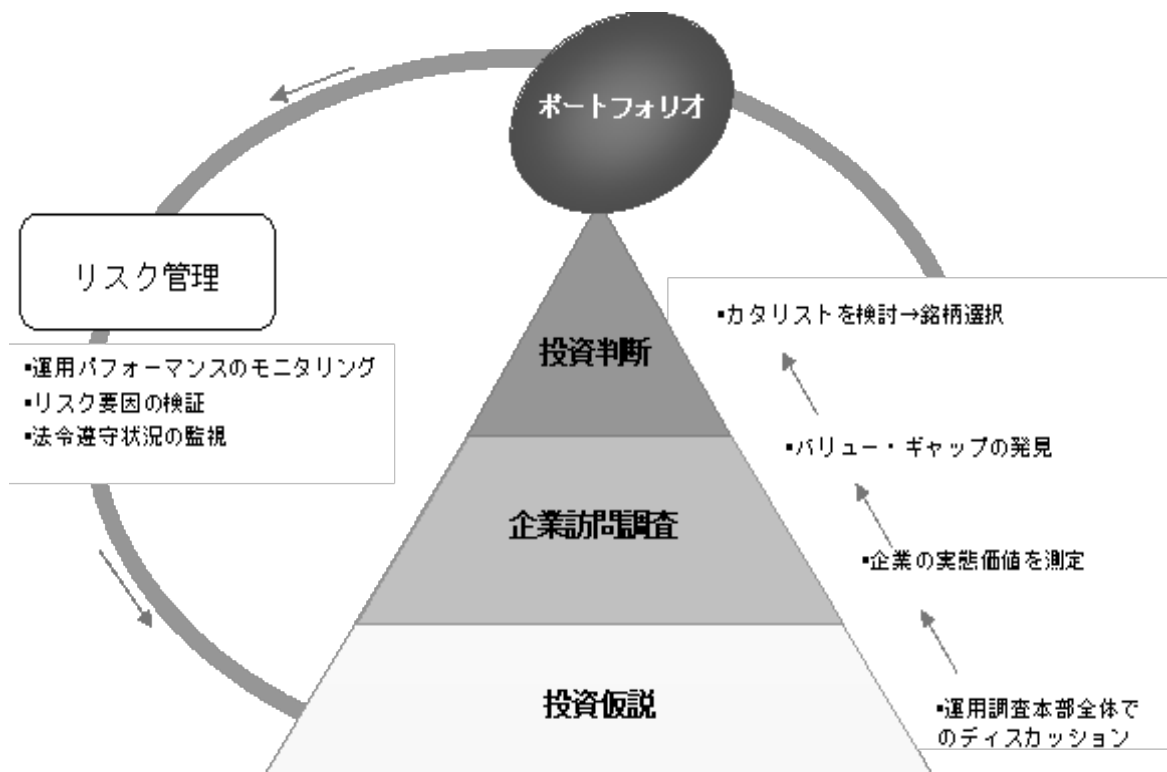 ポートフォリオ
リスク管理
▪運用パフォーマンスのモニタリング
▪リスク要因の検証
▪法令遵守状況の監視
投資判断
企業訪問調査
投資仮説
▪カタリストを検討→銘柄選択
▪バリュー・ギャップの発見
▪企業の実態価値を測定
▪運用調査本部全体で
のディスカッション